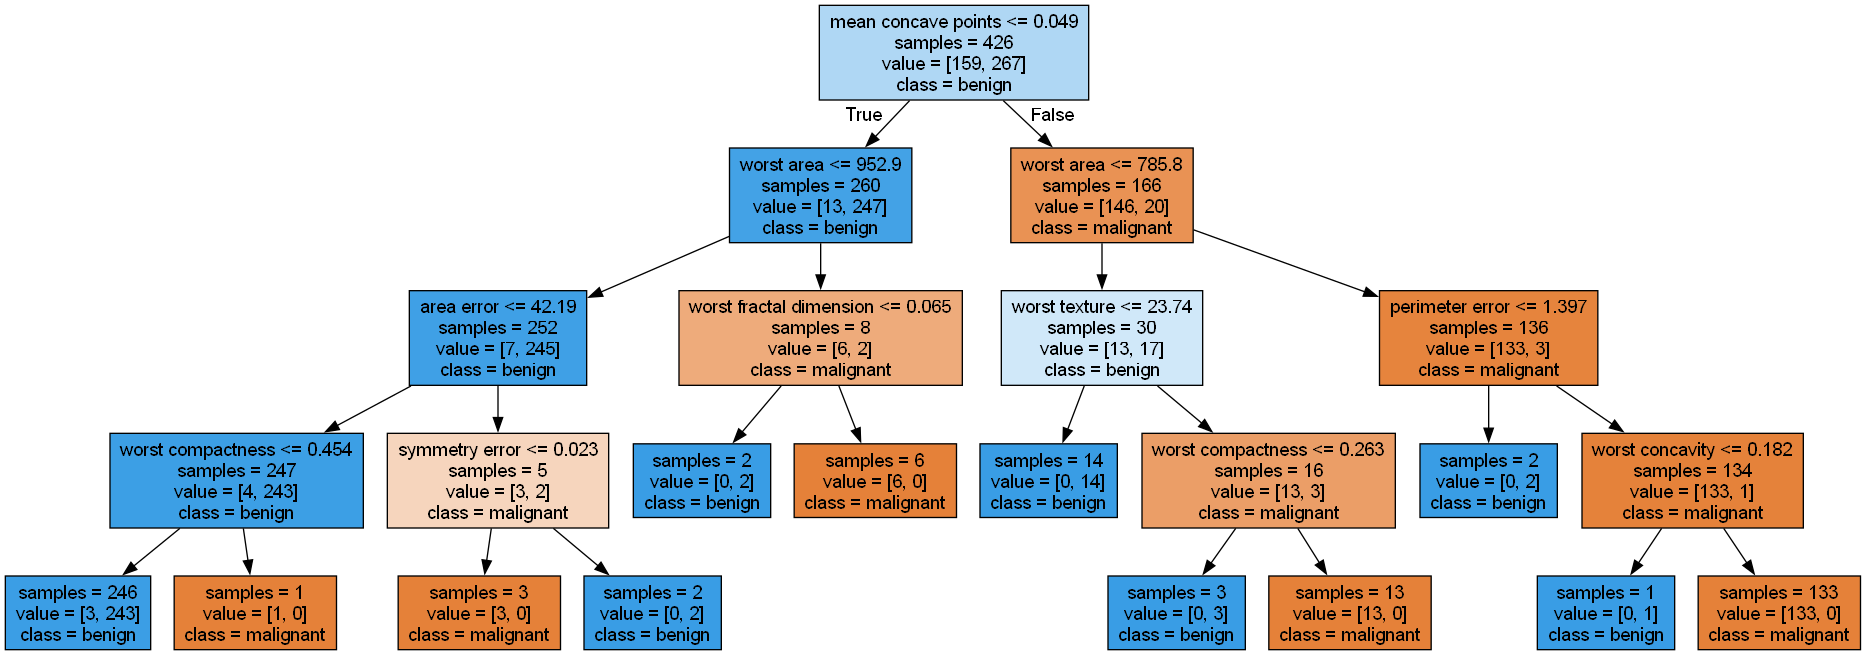 mean concave points <= 0.049
samples = 426
value = [159, 267]
class = benign
True
False
worst area <= 952.9
samples = 260
value = [13, 247]
class = benign
worst area <= 785.8
samples = 166
value = [146, 20]
class = malignant
area error <= 42.19
samples = 252
value = [7, 245]
class = benign
worst fractal dimension <= 0.065
samples = 8
value = [6, 2]
class = malignant
worst texture <= 23.74
samples = 30
value = [13, 17]
class = benign
perimeter error <= 1.397
samples = 136
value = [133, 3]
class = malignant
worst compactness <= 0.454
samples = 247
value = [4, 243]
class = benign
symmetry error <= 0.023
samples = 5
value = [3, 2]
class = malignant
samples = 2
value = [0, 2]
class = benign
samples = 6
value = [6, 0]
class = malignant
samples = 14
value = [0, 14]
class = benign
worst compactness <= 0.263
samples = 16
value = [13, 3]
class = malignant
samples = 2
value = [0, 2]
class = benign
worst concavity <= 0.182
samples = 134
value = [133, 1]
class = malignant
samples = 246
value = [3, 243]
class = benign
samples = 1
value = [1, 0]
class = malignant
samples = 3
value = [3, 0]
class = malignant
samples = 2
value = [0, 2]
class = benign
samples = 3
value = [0, 3]
class = benign
samples = 13
value = [13, 0]
class = malignant
samples = 1
value = [0, 1]
class = benign
samples = 133
value = [133, 0]
class = malignant